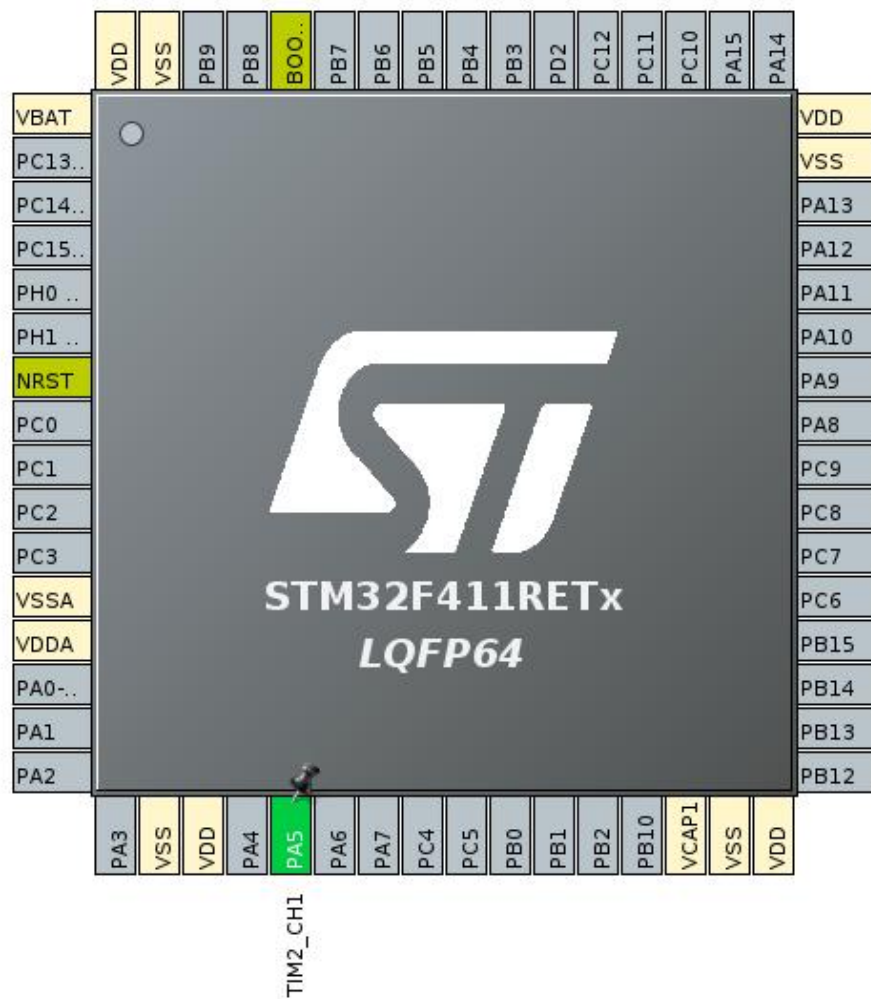 VDD
VSS
PB9
PB8
BOO..
PB7
PB6
PB5
PB4
PB3
PD2
PC12
PC11
PC10
PA15
PA14
VBAT
PC13..
PC14..
PC15..
PH0 ..
PH1 ..
NRST
PC0
PC1
PC2
PC3
VSSA
VDDA
PA0-..
PA1
PA2
VDD
VSS
PA13
PA12
PA11
PA10
PA9
PA8
PC9
PC8
PC7
PC6
PB15
PB14
PB13
PB12
ST
STM32F411RETx
LQFP64
PA3
VSS
VDD
PA4
PA5
PA6
PA7
PC4
PC5
PB0
PB1
PB2
PB10
VCAP1
VSS
VDD
TIM2_CH1